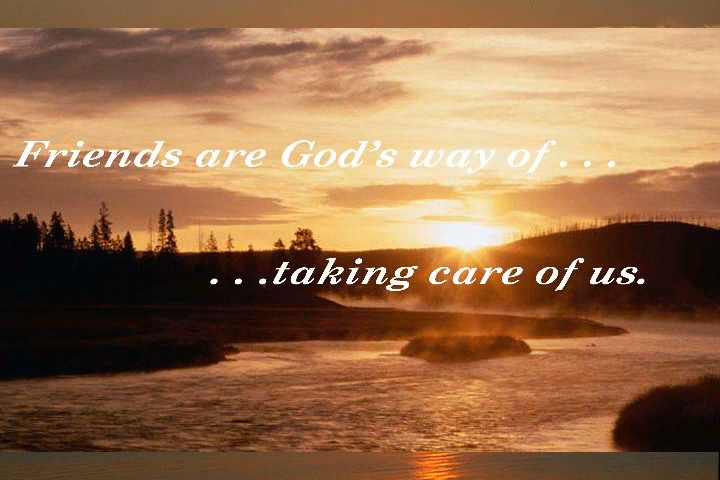 Friends are God's way of . . .
. . .taking care of us.